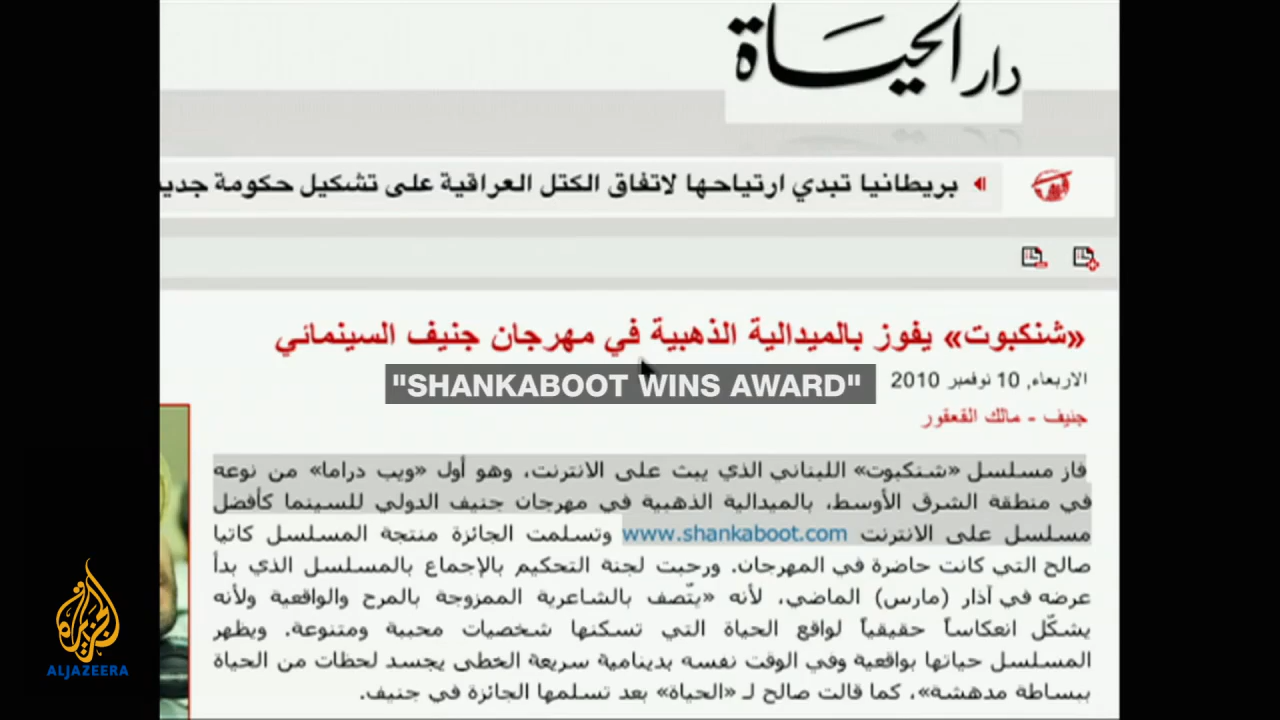 دار الحياة
بريطانيا تبدي ارتياحها لاتفاق الكتل العراقية على تشكيل حكومة
«شنكبوت» يفوز بالميدالية الذهبية في مهرجان جنيف السينمائي
الاربعاء, 10 نوفمبر 2010
"SHANKABOOT WINS AWARD"
جنيف - مالك القعقور
فاز مسلسل «شنكبوت» اللبناني الذي يبث على الانترنت، وهو أول «ويب دراما» من نوعه
في منطقة الشرق الأوسط، بالميدالية الذهبية في مهرجان جنيف الدولي للسينما كأفضل
مسلسل على الانترنت www.shankaboot.com وتسلمت الجائزة منتجة المسلسل كاتيا
صالح التي كانت حاضرة في المهرجان. ورحبت لجنة التحكيم بالإجماع بالمسلسل الذي بدأ
عرضه في آذار (مارس) الماضي، لأنه «يتّصف بالشاعرية الممزوجة بالمرح والواقعية ولأنه
يشكّل انعكاساً حقيقياً لواقع الحياة التي تسكنها شخصيات محببة ومتنوعة. ويظهر
المسلسل حياتها بواقعية وفي الوقت نفسه بدينامية سريعة الخطى يجسد لحظات من الحياة
ببساطة مدهشة»، كما قالت صالح لـ «الحياة» بعد تسلمها الجائزة في جنيف.
الجزيرة
ALJAZEERA